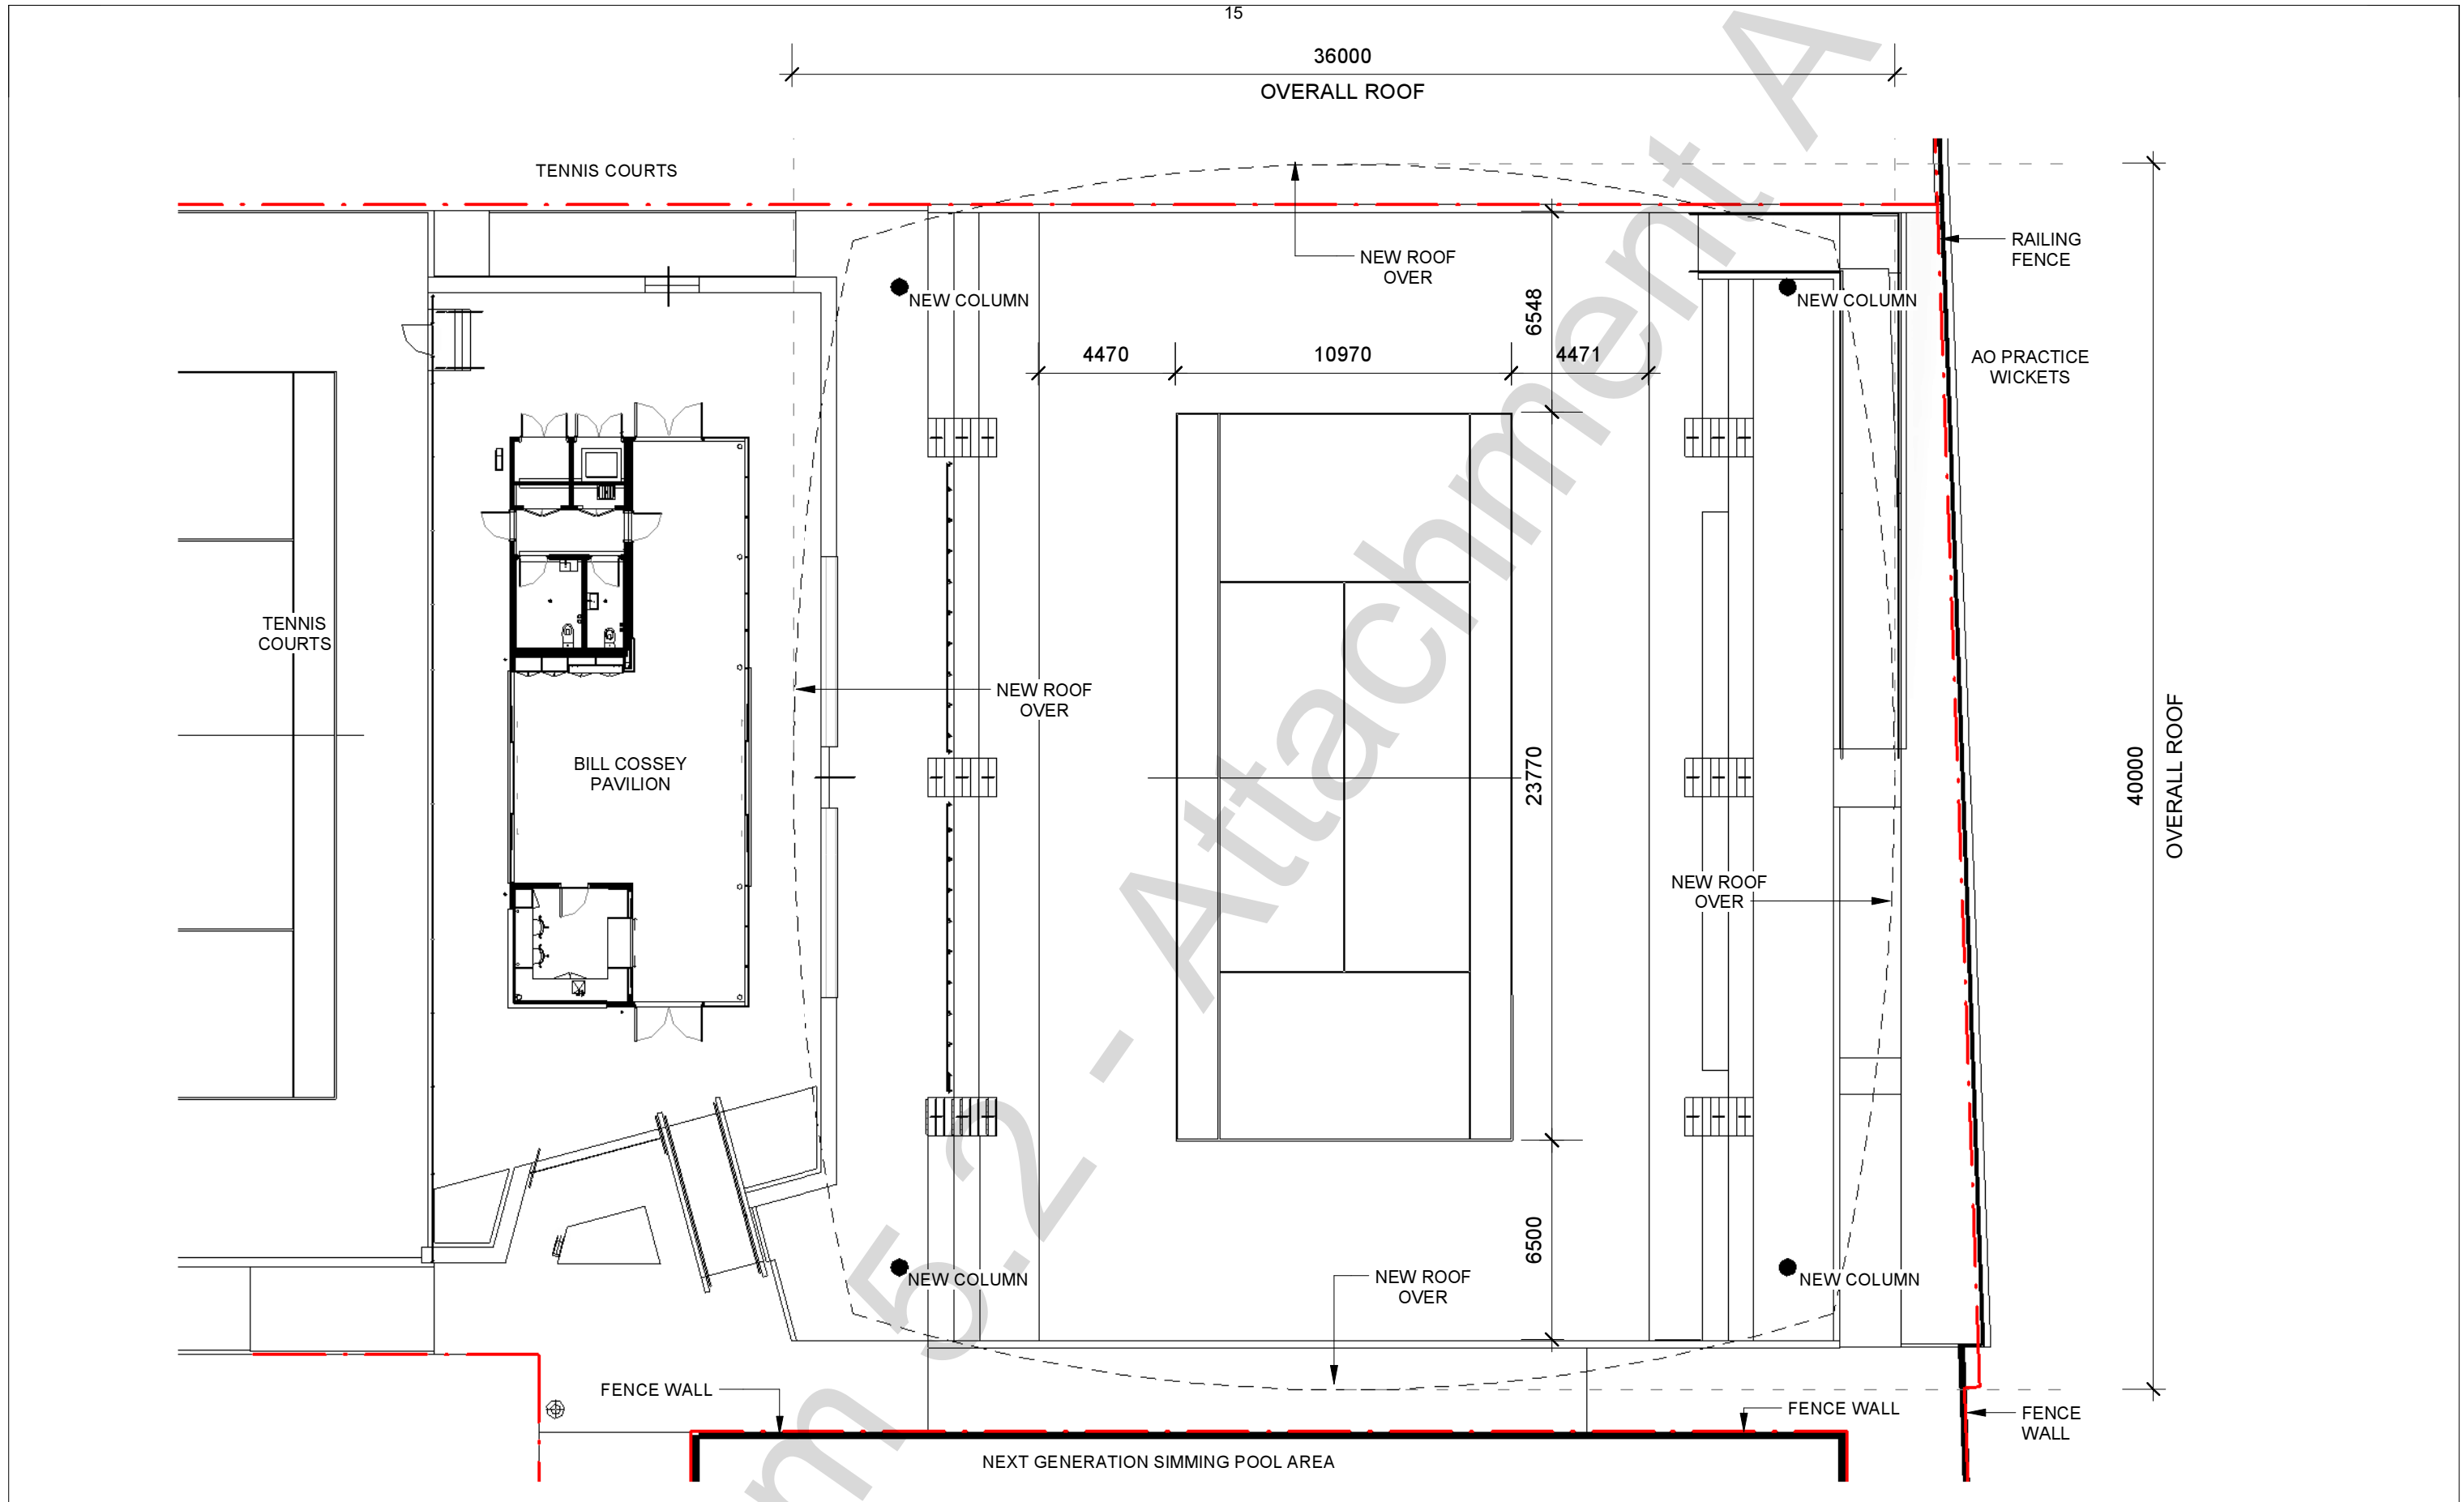 15
36000
OVERALL ROOF
TENNIS COURTS
NEW ROOF
OVER
RAILING
FENCE
NEW COLUMN
NEW COLUMN
6548
4470
10970
4471
AO PRACTICE
WICKETS
TENNIS
COURTS
NEW ROOF
OVER
BILL COSSEY
PAVILION
23770
40000
OVERALL ROOF
NEW ROOF
OVER
6500
NEW COLUMN
NEW COLUMN
NEW ROOF
OVER
FENCE WALL
FENCE WALL
FENCE
WALL
NEXT GENERATION SIMMING POOL AREA
m 5.2 - Attachment A